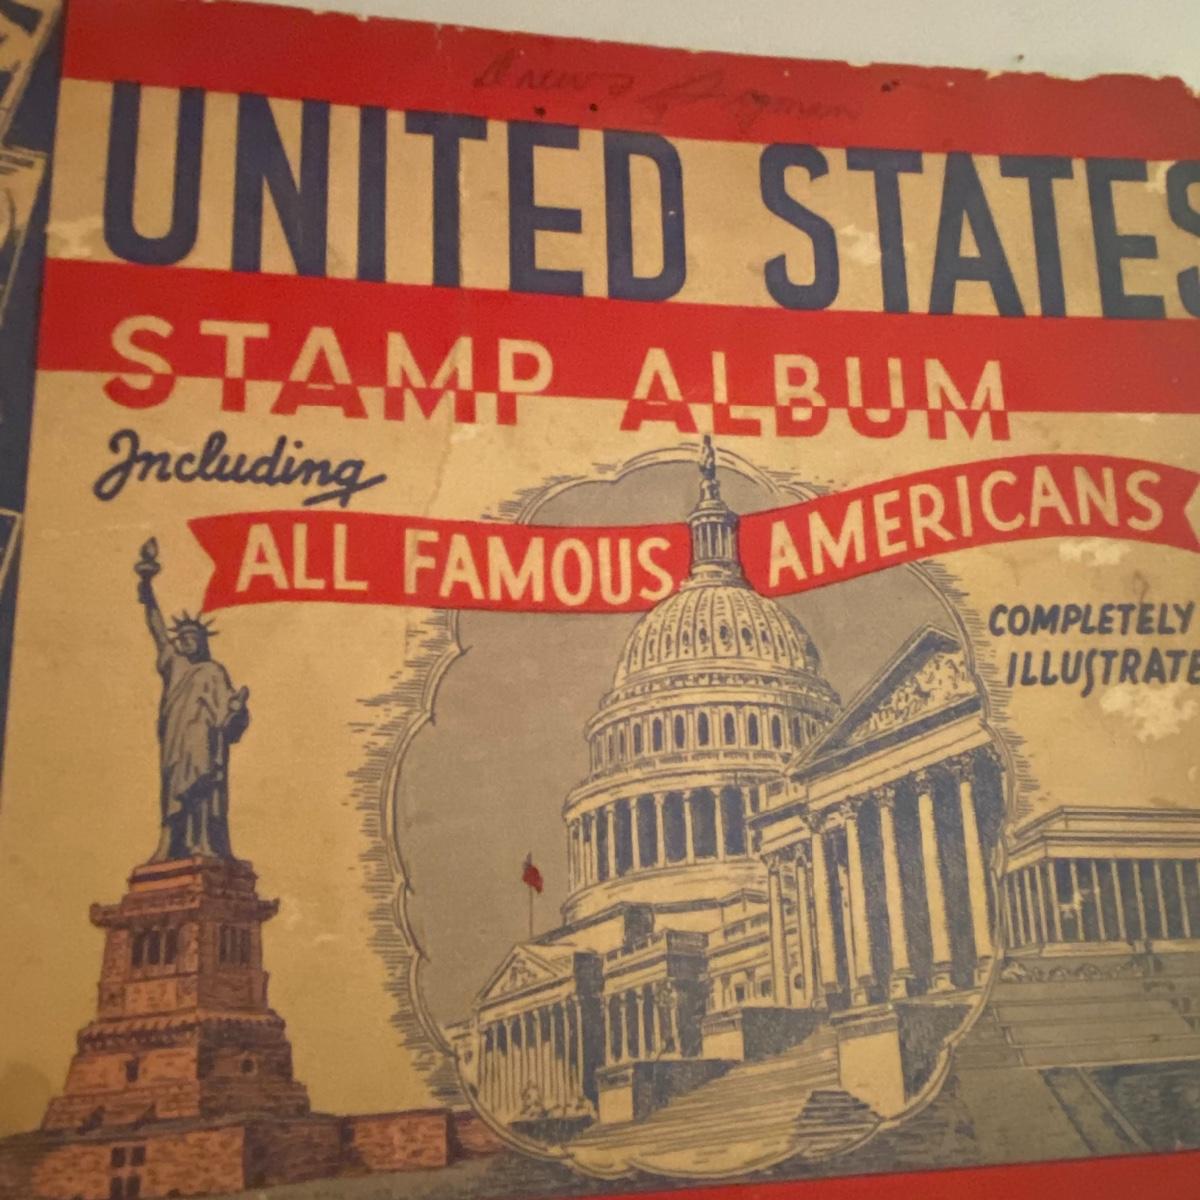 UNITED STATES
STAMP ALBUM
Including
ALL FAMOUS AMERICANS
COMPLETELY
ILLUSTRATE